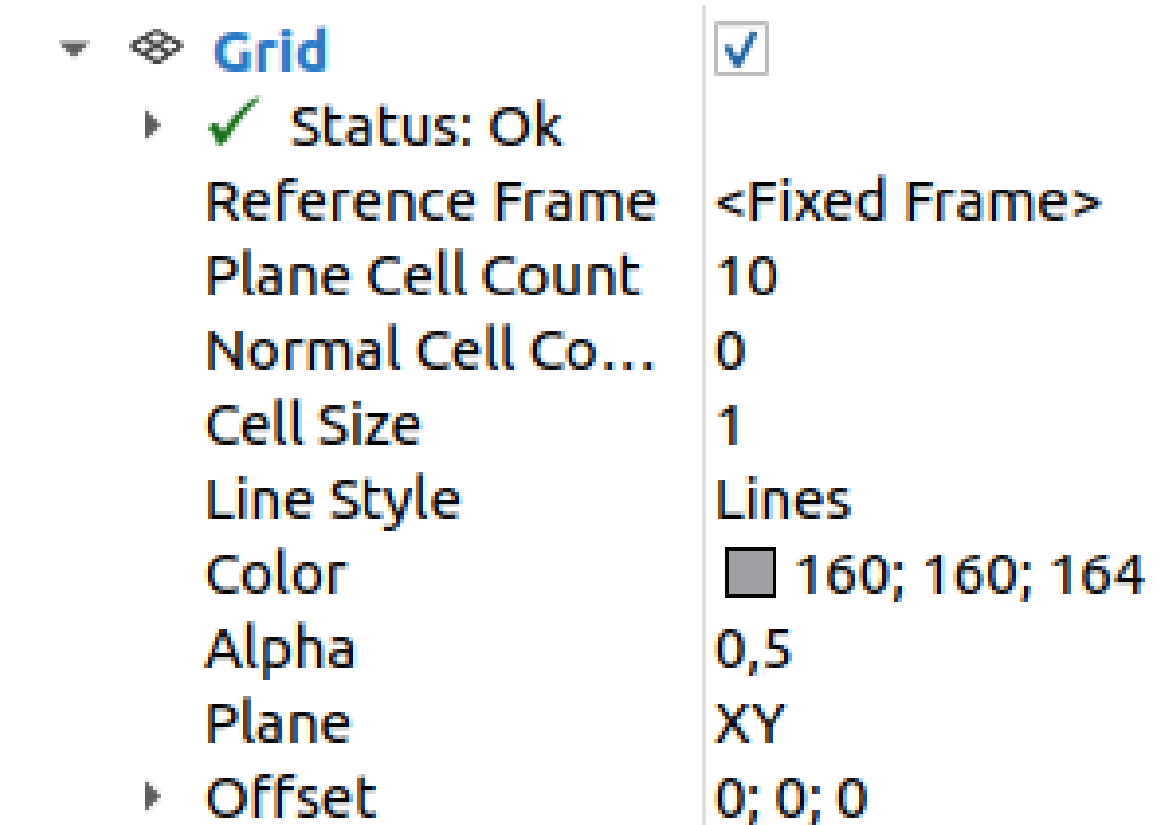 Grid
Status: Ok
Reference Frame <Fixed Frame>
Plane Cell Count 10
Normal Cell Co... 0
Cell Size 1
Line Style Lines
Color 160; 160; 164
Alpha 0,5
Plane XY
Offset 0; 0; 0